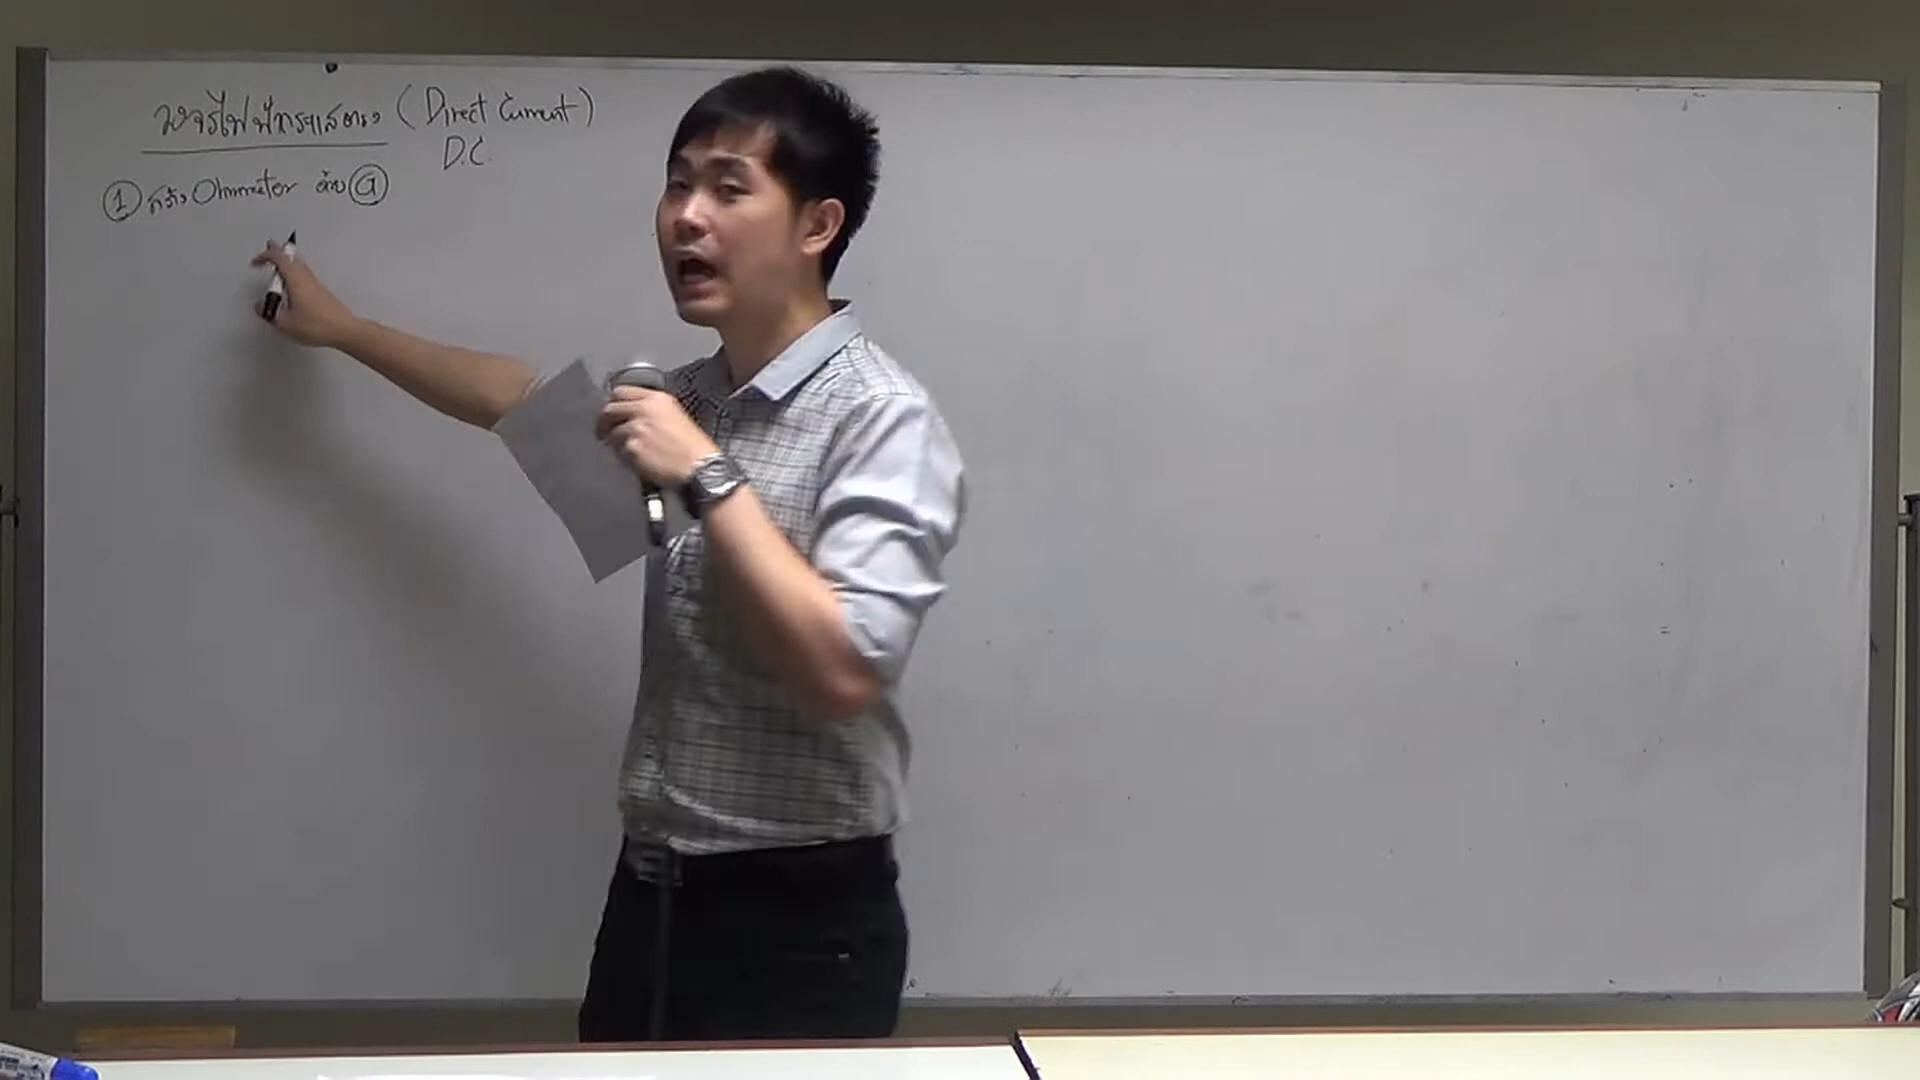 วงจรไฟฟ้ากระแสตรง (Direct Current)
D.C.
① สร้าง Ohmmeter ด้วย Ⓖ